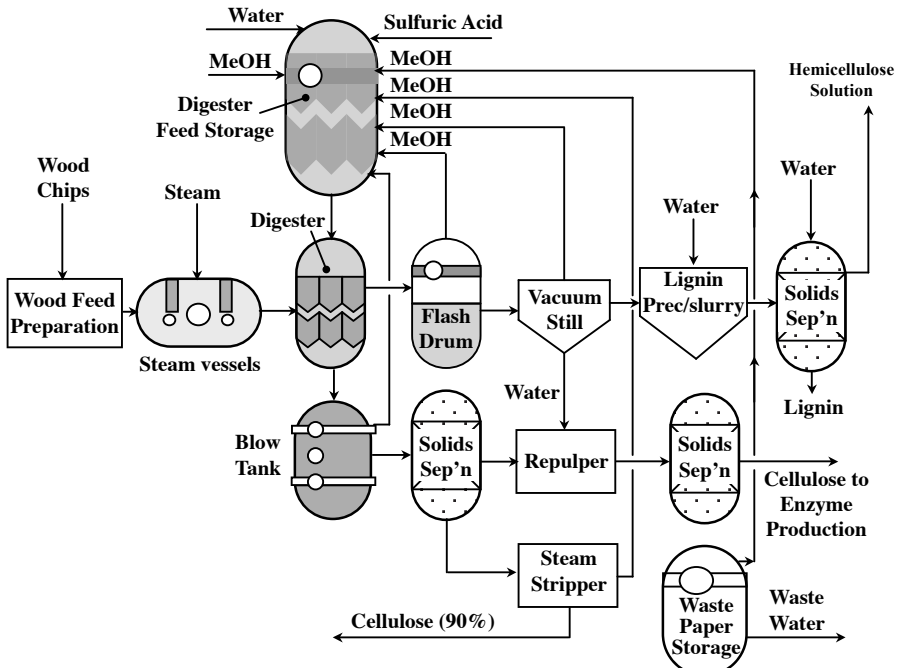 Water
Sulfuric Acid
MeOH
MeOH
MeOH
MeOH
MeOH
Digester
Feed Storage
Hemicellulose
Solution
Wood
Chips
Steam
Digester
Water
Water
Wood Feed
Preparation
Steam vessels
Flash
Drum
Vacuum
Still
Lignin
Prec/slurry
Solids
Sep'n
Lignin
Water
Blow
Tank
Solids
Sep'n
Repulper
Solids
Sep'n
Cellulose to
Enzyme
Production
Steam
Stripper
Cellulose (90%)
Waste
Paper
Storage
Waste
Water